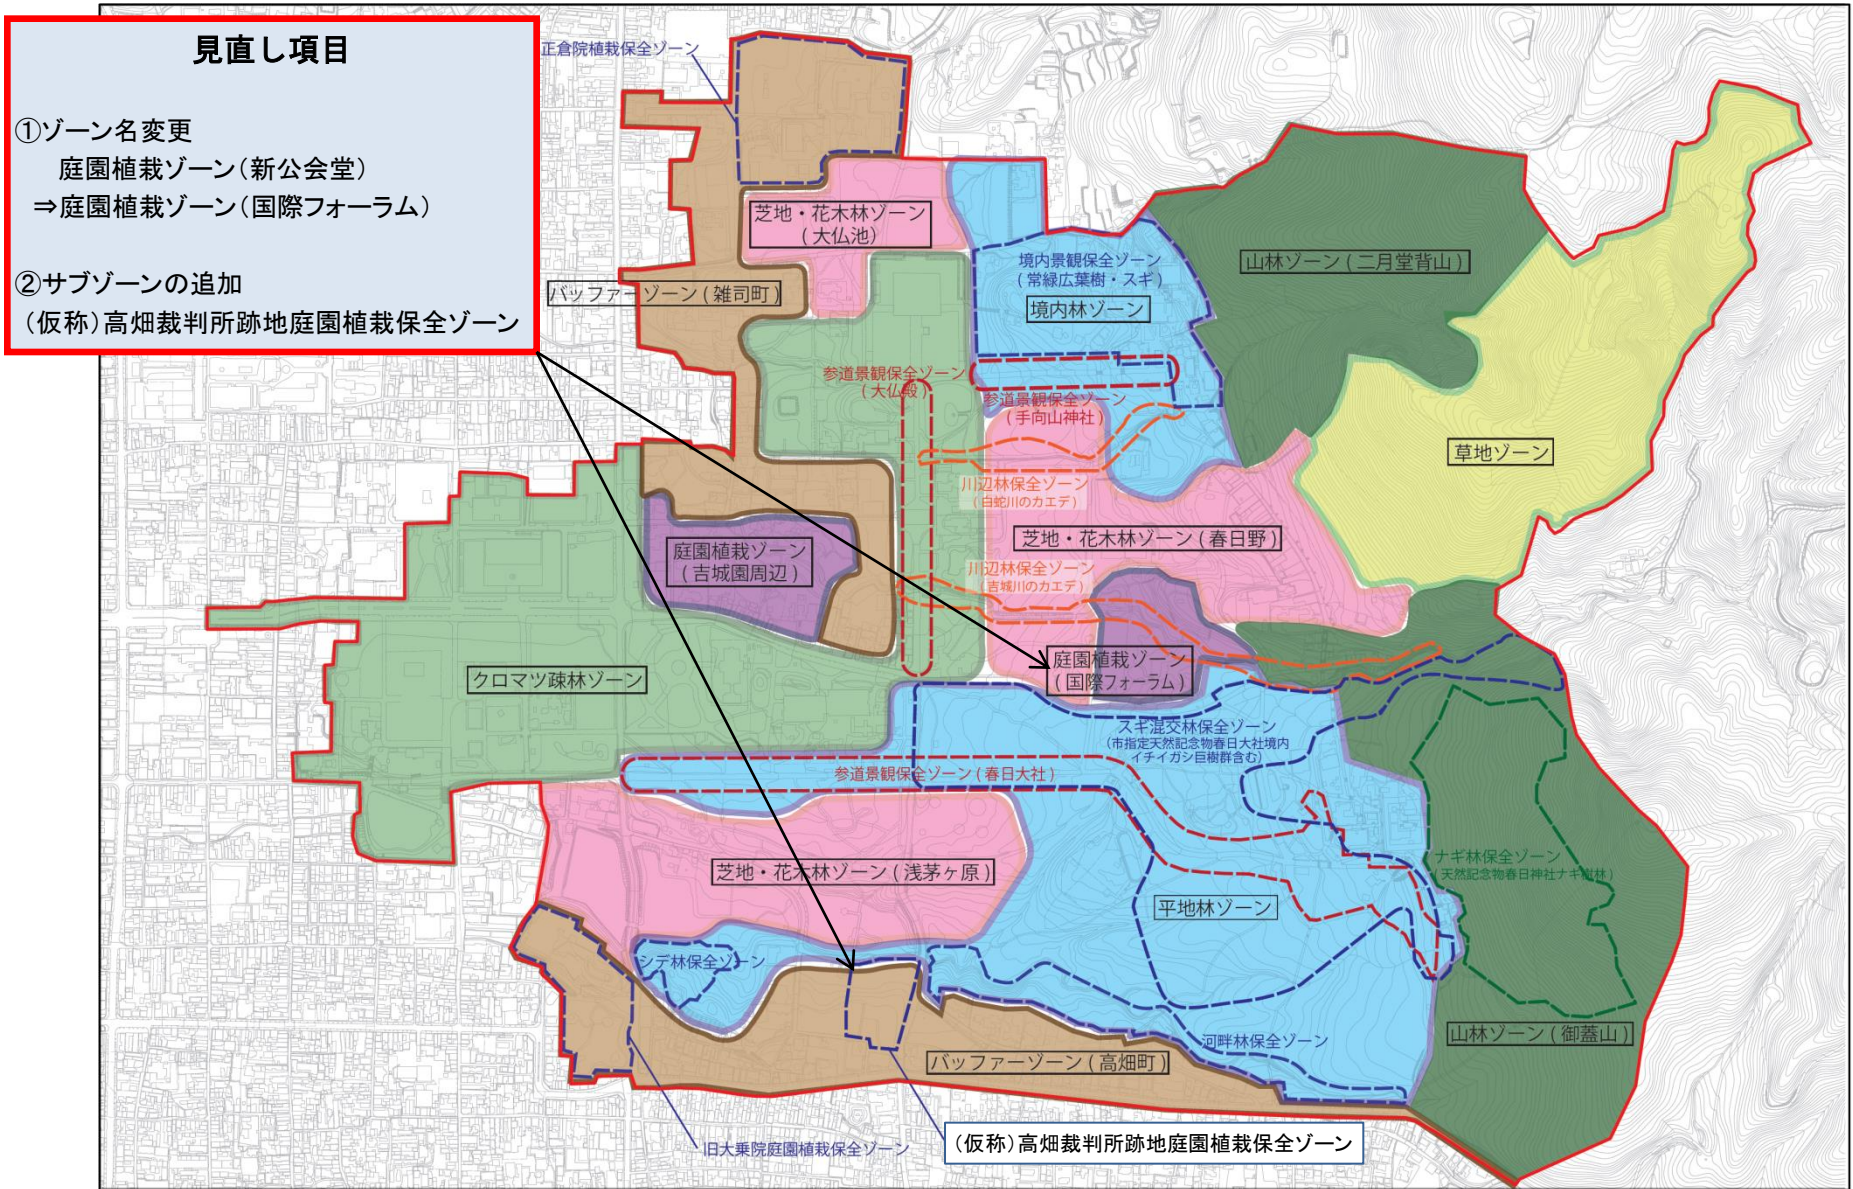 見直し項目
①ゾーン名変更
庭園植栽ゾーン(新公会堂)
⇒庭園植栽ゾーン(国際フォーラム)
②サブゾーンの追加
(仮称)高畑裁判所跡地庭園植栽保全ゾーン
正倉院植栽保全ゾーン
芝地・花木林ゾーン
(大仏池)
バッファーゾーン(雑司町)
境内景観保全ゾーン
(常緑広葉樹・スギ)
境内林ゾーン
山林ゾーン(二月堂背山)
参道景観保全ゾーン
(大仏殿)
参道景観保全ゾーン
(手向山神社)
草地ゾーン
川辺林保全ゾーン
(白蛇川のカエデ)
芝地・花木林ゾーン(春日野)
庭園植栽ゾーン
(吉城園周辺)
川辺林保全ゾーン
(吉城川のカエデ)
庭園植栽ゾーン
(国際フォーラム)
クロマツ疎林ゾーン
スギ混交林保全ゾーン
(市指定天然記念物春日大社境内
イチイガシ巨樹群含む)
参道景観保全ゾーン(春日大社)
芝地・花木林ゾーン(浅茅ヶ原)
ナギ林保全ゾーン
(天然記念物春日神社ナギ樹林)
平地林ゾーン
シデ林保全ゾーン
山林ゾーン(御蓋山)
河畔林保全ゾーン
バッファーゾーン(高畑町)
旧大乗院庭園植栽保全ゾーン
(仮称)高畑裁判所跡地庭園植栽保全ゾーン